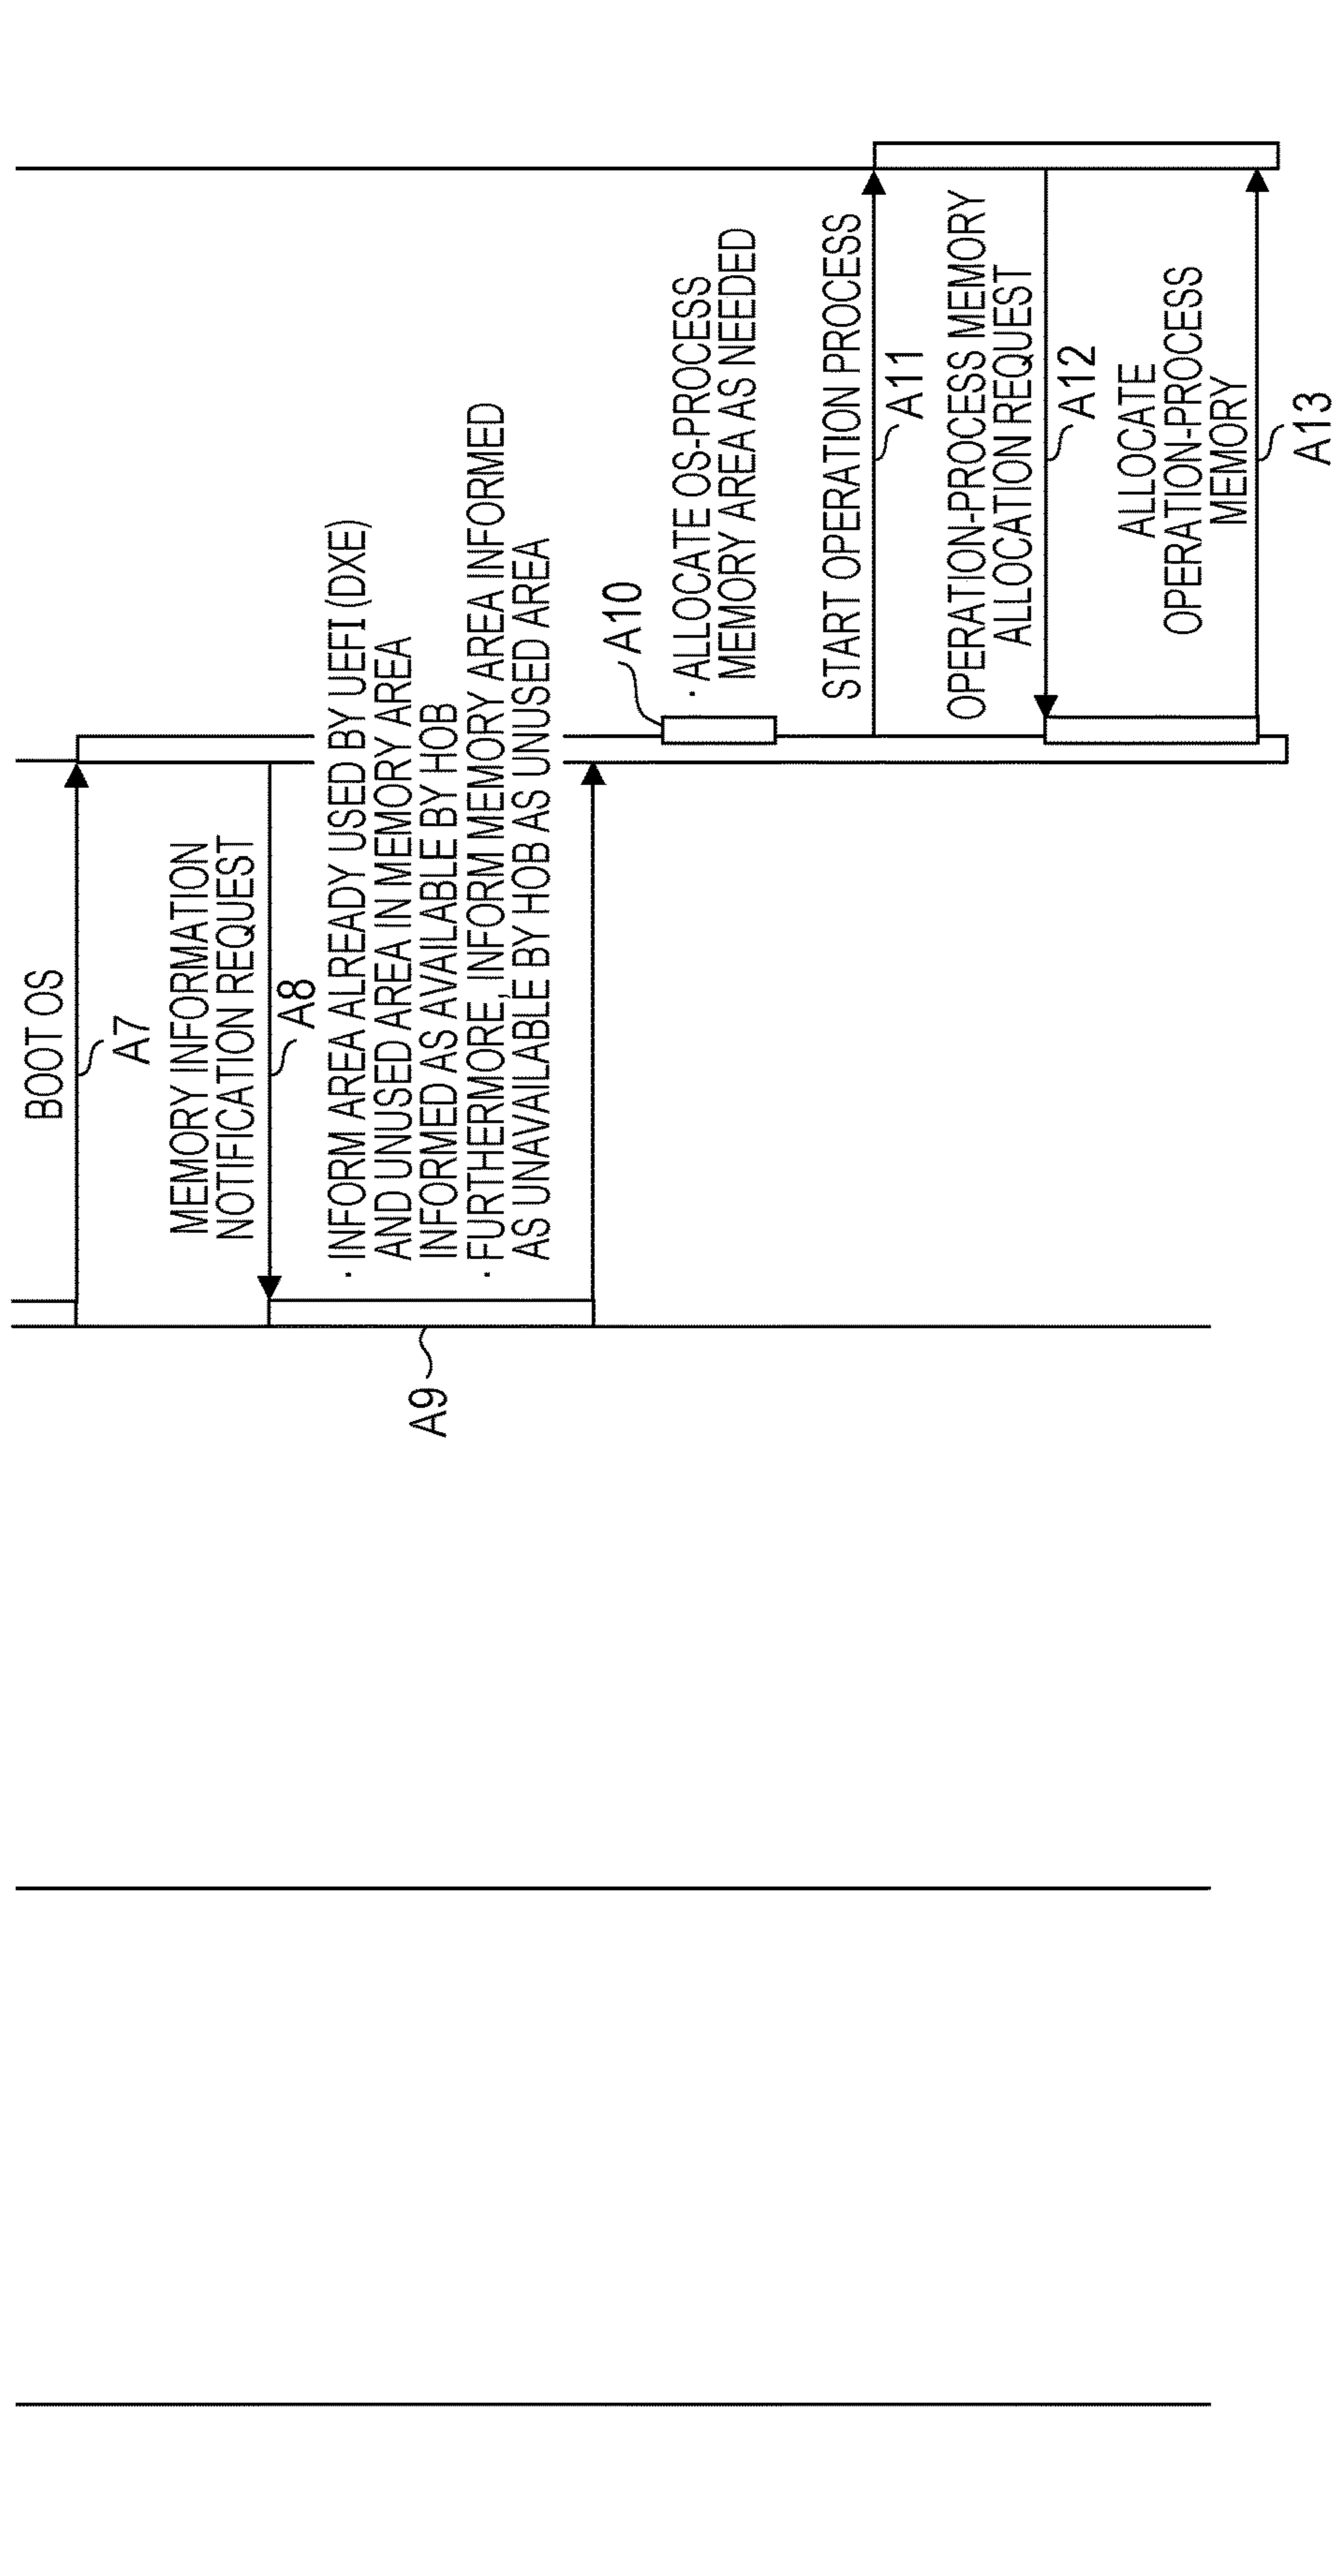 BOOT OS
A7
MEMORY INFORMATION
NOTIFICATION REQUEST
A8
· INFORM AREA ALREADY USED BY UEFI (DXE)
AND UNUSED AREA IN MEMORY AREA
INFORMED AS AVAILABLE BY HOB
· FURTHERMORE, INFORM MEMORY AREA INFORMED
AS UNAVAILABLE BY HOB AS UNUSED AREA
A9
A10
· ALLOCATE OS-PROCESS
MEMORY AREA AS NEEDED
START OPERATION PROCESS
A11
OPERATION-PROCESS MEMORY
ALLOCATION REQUEST
A12
ALLOCATE
OPERATION-PROCESS
MEMORY
A13